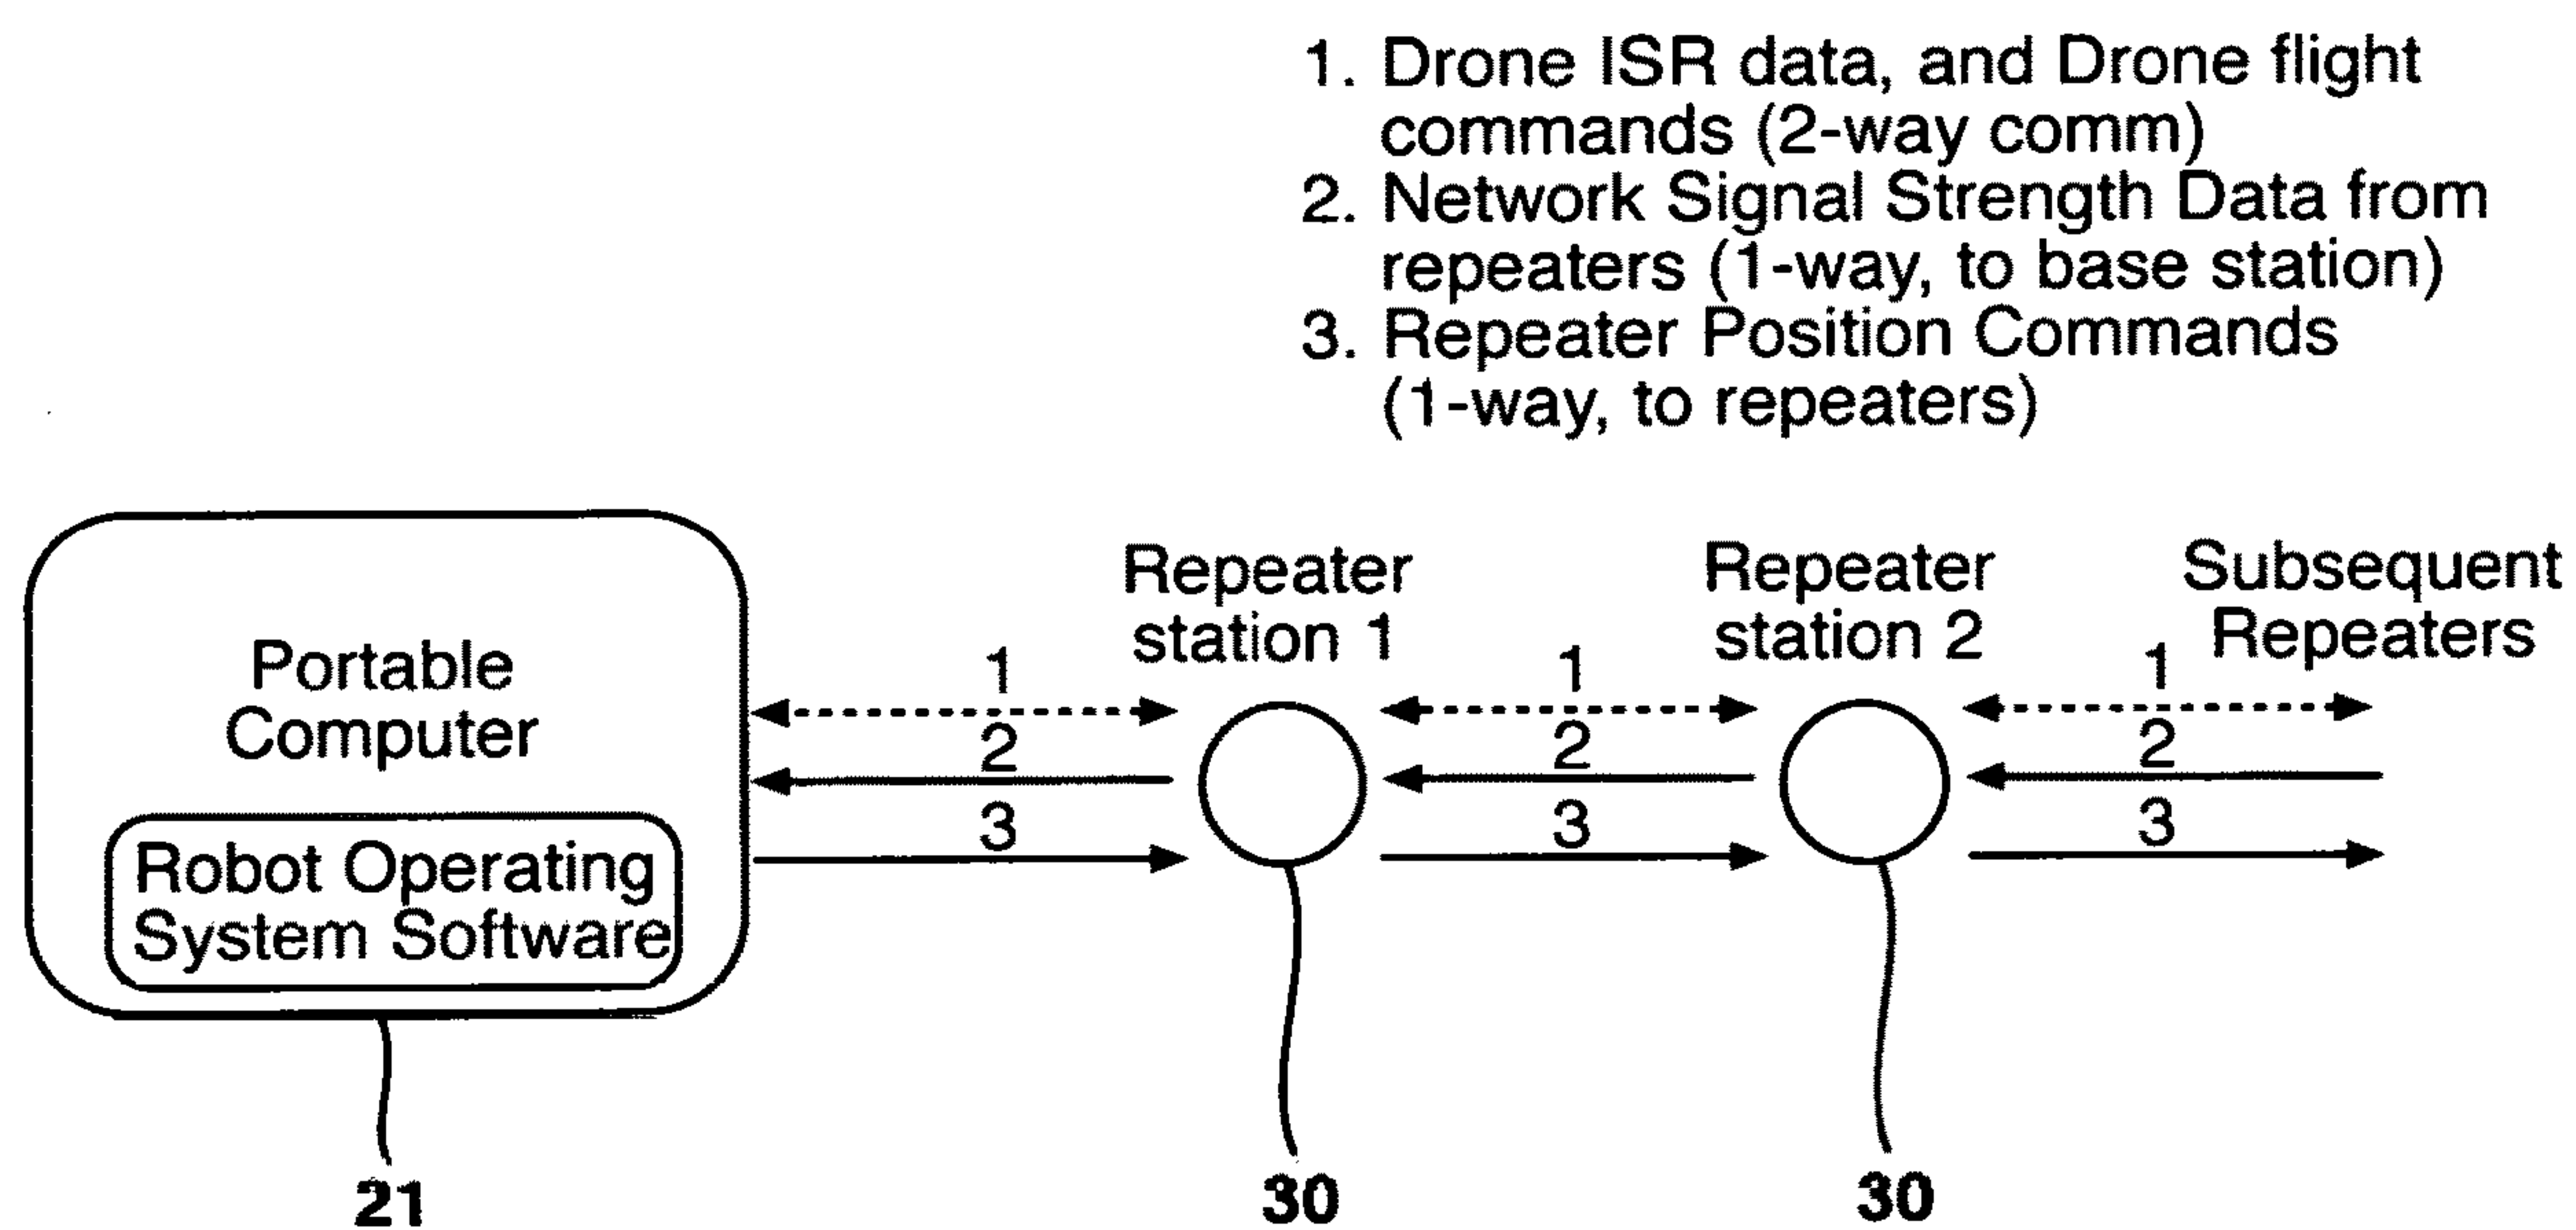 1. Drone ISR data, and Drone flight
commands (2-way comm)
2. Network Signal Strength Data from
repeaters (1-way, to base station)
3. Repeater Position Commands
(1-way, to repeaters)
Portable
Computer
Robot Operating
System Software
Repeater
station 1
Repeater
station 2
Subsequent
Repeaters
1
2
3
1
2
3
1
2
3
21
30
30